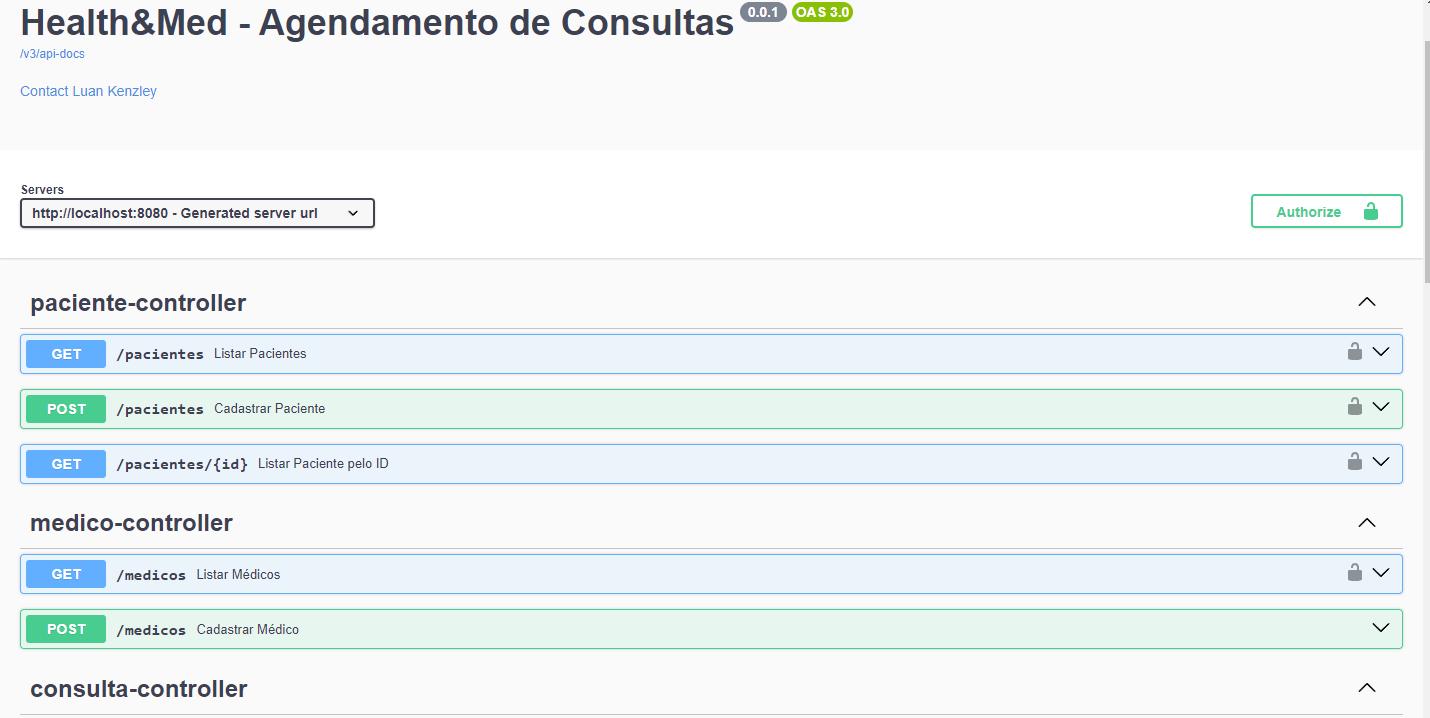 Health&Med - Agendamento de Consultas 0.0.1 OAS 3.0
/v3/api-docs
Contact Luan Kenzley
Servers
http://localhost:8080 - Generated server url
Authorize
paciente-controller
GET /pacientes Listar Pacientes
POST /pacientes Cadastrar Paciente
GET /pacientes/{id} Listar Paciente pelo ID
medico-controller
GET /medicos Listar Médicos
POST /medicos Cadastrar Médico
consulta-controller